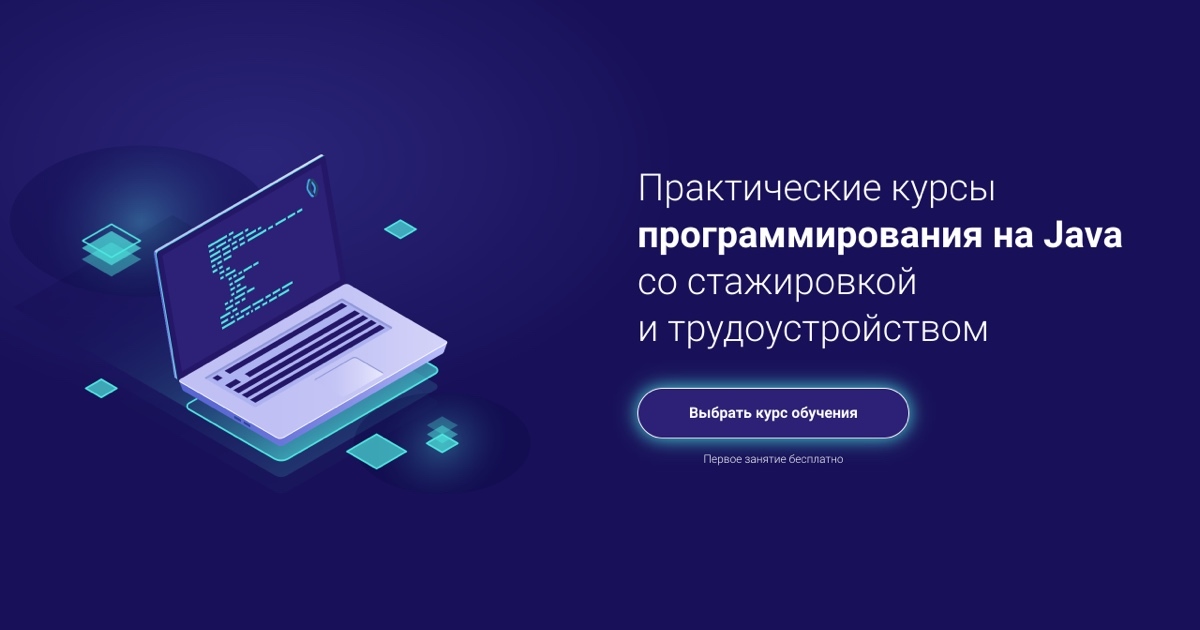 Практические курсы
программирования на Java
со стажировкой
и трудоустройством
Выбрать курс обучения
Первое занятие бесплатно